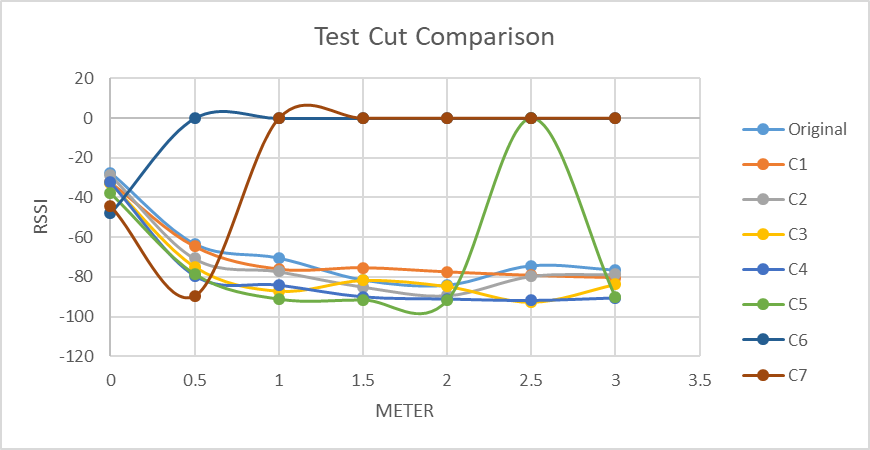 Test Cut Comparison
20
0
-20
-40
-60
-80
-100
-120
RSSI
0 0.5 1 1.5 2 2.5 3 3.5
METER
Original
C1
C2
C3
C4
C5
C6
C7